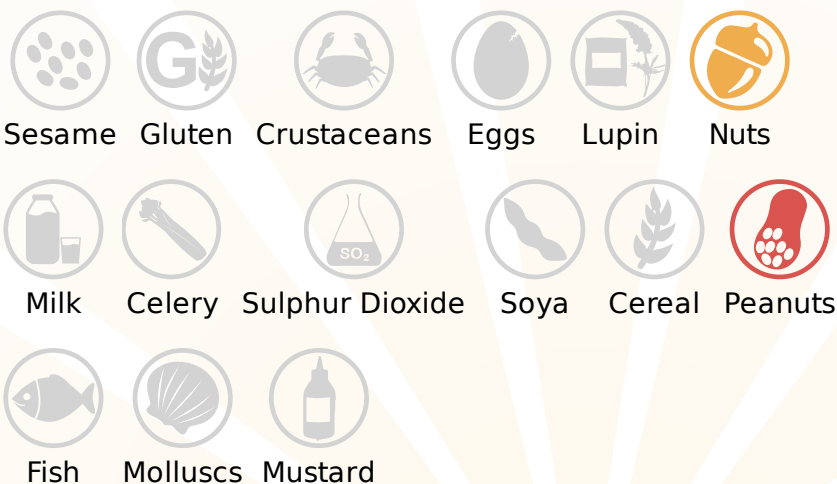 G
Sesame Gluten Crustaceans Eggs Lupin Nuts
SO₂
Milk Celery Sulphur Dioxide Soya Cereal Peanuts
Fish Molluscs Mustard